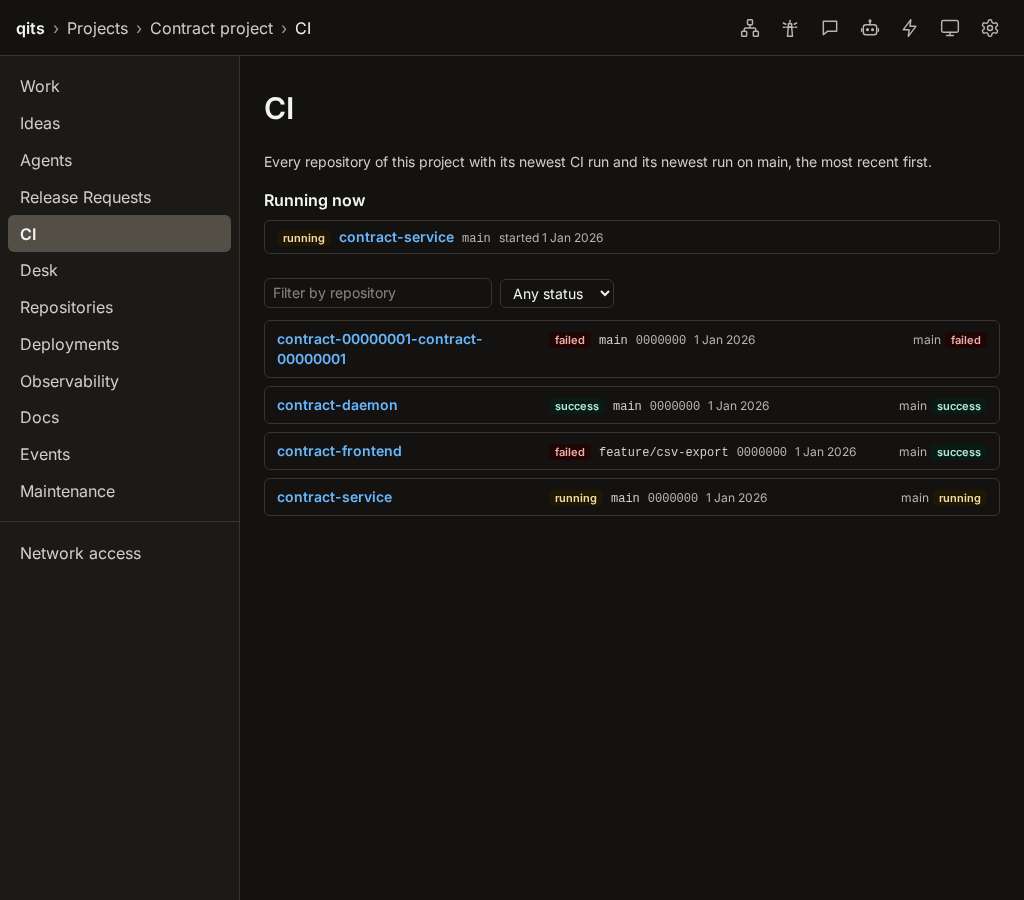 qits › Projects › Contract project › CI
Work
Ideas
Agents
Release Requests
CI
Desk
Repositories
Deployments
Observability
Docs
Events
Maintenance
Network access
CI
Every repository of this project with its newest CI run and its newest run on main, the most recent first.
Running now
running contract-service main started 1 Jan 2026
Filter by repository Any status
contract-00000001-contract-00000001 failed main 0000000 1 Jan 2026 main failed
contract-daemon success main 0000000 1 Jan 2026 main success
contract-frontend failed feature/csv-export 0000000 1 Jan 2026 main success
contract-service running main 0000000 1 Jan 2026 main running